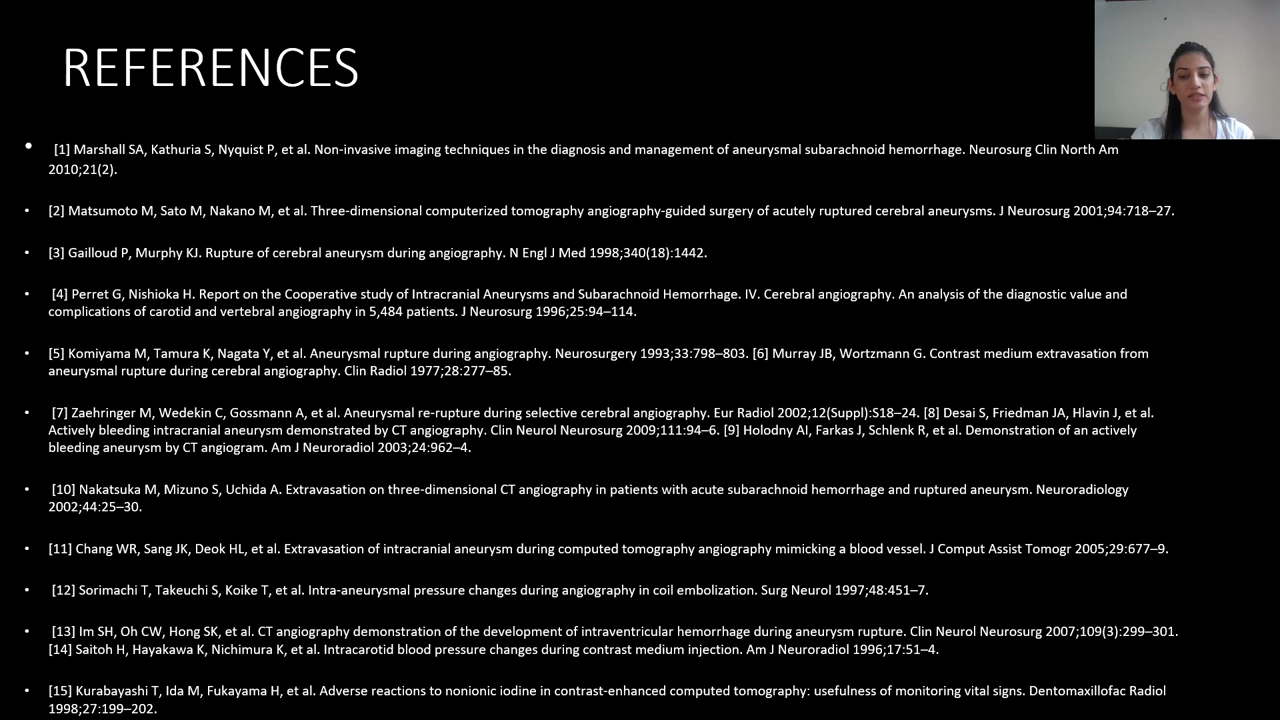 REFERENCES
• [1] Marshall SA, Kathuria S, Nyquist P, et al. Non-invasive imaging techniques in the diagnosis and management of aneurysmal subarachnoid hemorrhage. Neurosurg Clin North Am
2010;21(2).
• [2] Matsumoto M, Sato M, Nakano M, et al. Three-dimensional computerized tomography angiography-guided surgery of acutely ruptured cerebral aneurysms. J Neurosurg 2001;94:718–27.
• [3] Gailloud P, Murphy KJ. Rupture of cerebral aneurysm during angiography. N Engl J Med 1998;340(18):1442.
• [4] Perret G, Nishioka H. Report on the Cooperative study of Intracranial Aneurysms and Subarachnoid Hemorrhage. IV. Cerebral angiography. An analysis of the diagnostic value and
complications of carotid and vertebral angiography in 5,484 patients. J Neurosurg 1996;25:94–114.
• [5] Komiyama M, Tamura K, Nagata Y, et al. Aneurysmal rupture during angiography. Neurosurgery 1993;33:798–803. [6] Murray JB, Wortzmann G. Contrast medium extravasation from
aneurysmal rupture during cerebral angiography. Clin Radiol 1977;28:277–85.
• [7] Zaehringer M, Wedekin C, Gossmann A, et al. Aneurysmal re-rupture during selective cerebral angiography. Eur Radiol 2002;12(Suppl):S18–24. [8] Desai S, Friedman JA, Hlavin J, et al.
Actively bleeding intracranial aneurysm demonstrated by CT angiography. Clin Neurol Neurosurg 2009;111:94–6. [9] Holodny AI, Farkas J, Schlenk R, et al. Demonstration of an actively
bleeding aneurysm by CT angiogram. Am J Neuroradiol 2003;24:962–4.
• [10] Nakatsuka M, Mizuno S, Uchida A. Extravasation on three-dimensional CT angiography in patients with acute subarachnoid hemorrhage and ruptured aneurysm. Neuroradiology
2002;44:25–30.
• [11] Chang WR, Sang JK, Deok HL, et al. Extravasation of intracranial aneurysm during computed tomography angiography mimicking a blood vessel. J Comput Assist Tomogr 2005;29:677–9.
• [12] Sorimachi T, Takeuchi S, Koike T, et al. Intra-aneurysmal pressure changes during angiography in coil embolization. Surg Neurol 1997;48:451–7.
• [13] Im SH, Oh CW, Hong SK, et al. CT angiography demonstration of the development of intraventricular hemorrhage during aneurysm rupture. Clin Neurol Neurosurg 2007;109(3):299–301.
[14] Saitoh H, Hayakawa K, Nichimura K, et al. Intracarotid blood pressure changes during contrast medium injection. Am J Neuroradiol 1996;17:51–4.
• [15] Kurabayashi T, Ida M, Fukayama H, et al. Adverse reactions to nonionic iodine in contrast-enhanced computed tomography: usefulness of monitoring vital signs. Dentomaxillofac Radiol
1998;27:199–202.